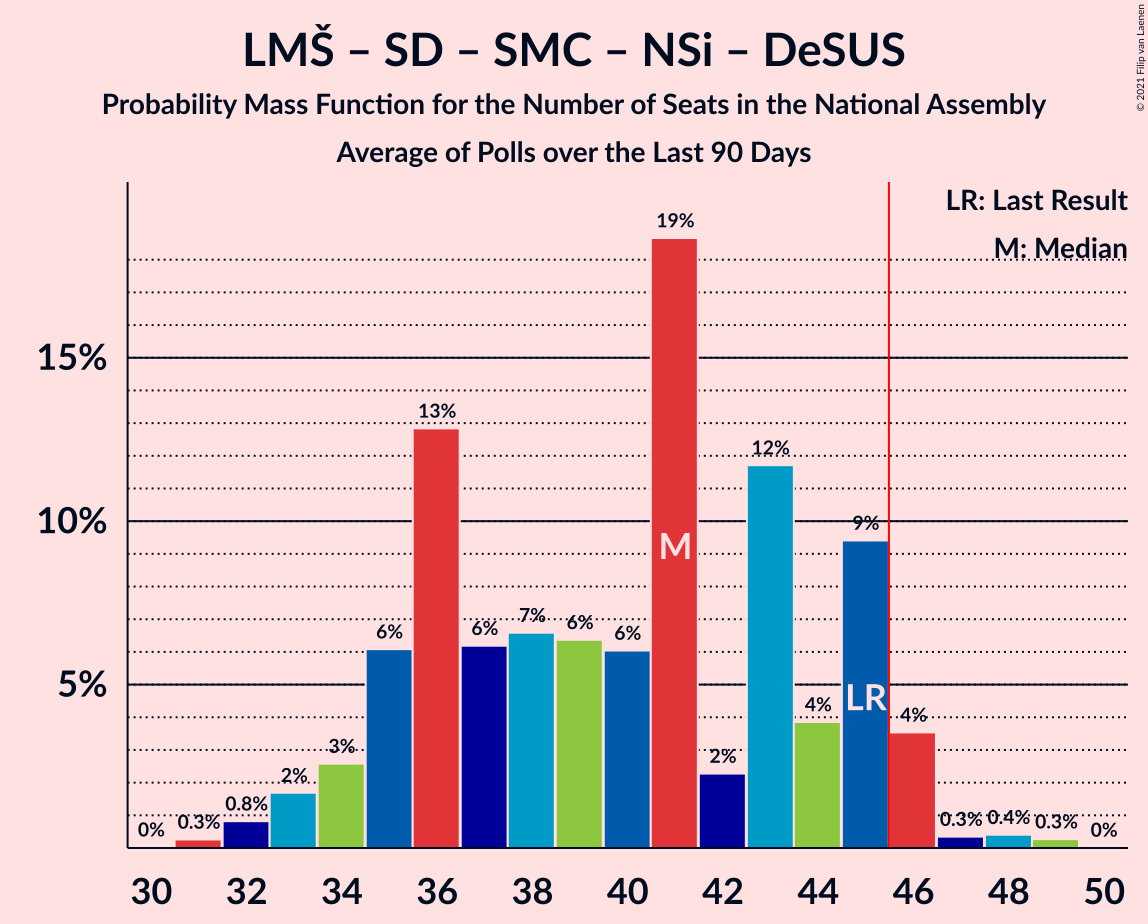 LMŠ – SD – SMC – NSi – DeSUS
Probability Mass Function for the Number of Seats in the National Assembly
Average of Polls over the Last 90 Days
© 2021 Filip van Laenen
LR: Last Result
M: Median
15%
10%
5%
0%
0.3%
0.8%
2%
3%
6%
13%
6%
7%
6%
6%
19%
2%
12%
4%
9%
4%
0.3%
0.4%
0.3%
0%
M
LR
30 32 34 36 38 40 42 44 46 48 50